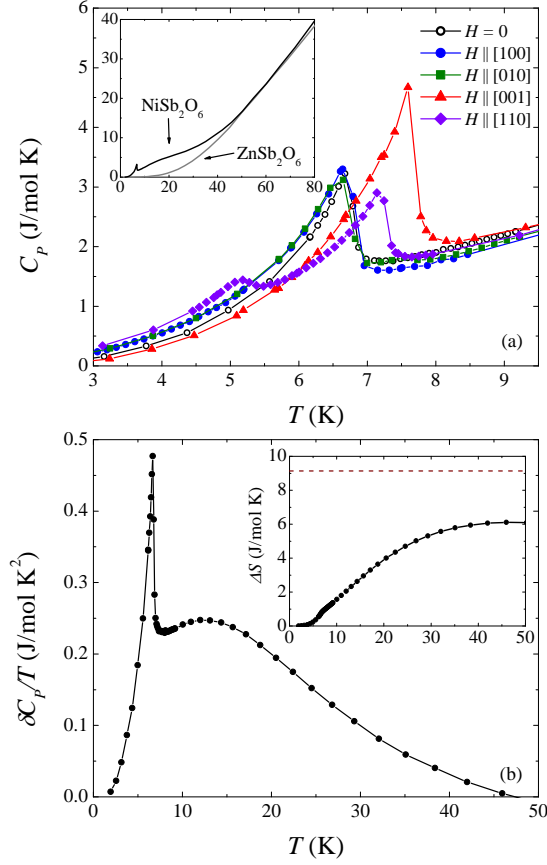 6
40
30
20
10
0
NiSb2O6
ZnSb2O6
0 20 40 60 80
H = 0
H || [100]
H || [010]
H || [001]
H || [110]
5
4
3
2
1
0
CP (J/mol K)
(a)
3 4 5 6 7 8 9
T (K)
0.5
0.4
0.3
0.2
0.1
0.0
δCP/T (J/mol K2)
10
8
6
4
2
0
ΔS (J/mol K)
0 10 20 30 40 50
(b)
0 10 20 30 40 50
T (K)